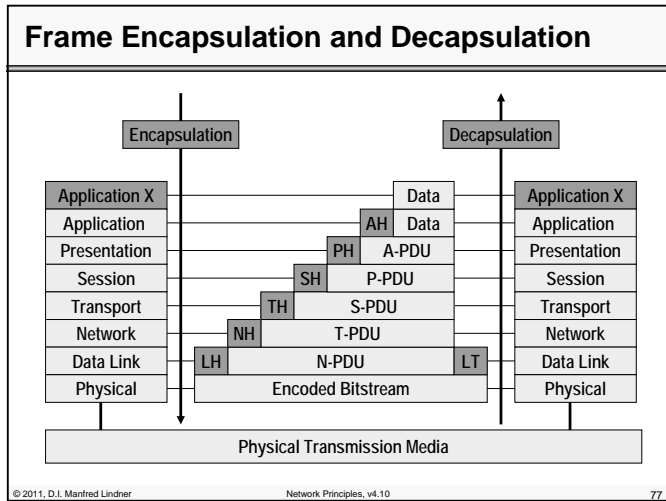 Frame Encapsulation and Decapsulation
Encapsulation Decapsulation
Application X Data Application X
Application AH Data Application
Presentation PH A-PDU Presentation
Session SH P-PDU Session
Transport TH S-PDU Transport
Network NH T-PDU Network
Data Link LH N-PDU LT Data Link
Physical Encoded Bitstream Physical
Physical Transmission Media
© 2011, D.I. Manfred Lindner Network Principles, v4.10 77